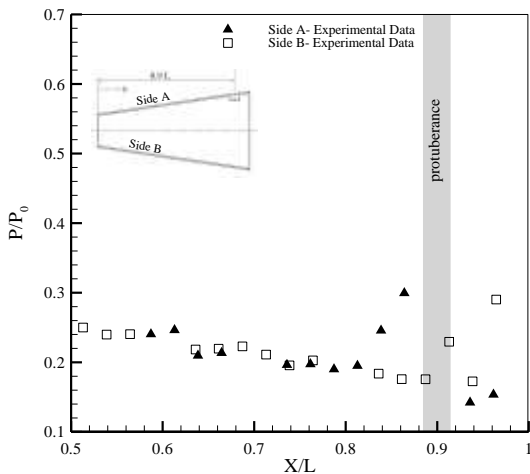 0.7
0.6
0.5
0.4
0.3
0.2
0.1
0.5
0.6
0.7
0.8
0.9
1
P/P0
X/L
Side A- Experimental Data
Side B- Experimental Data
Side A
Side B
protuberance